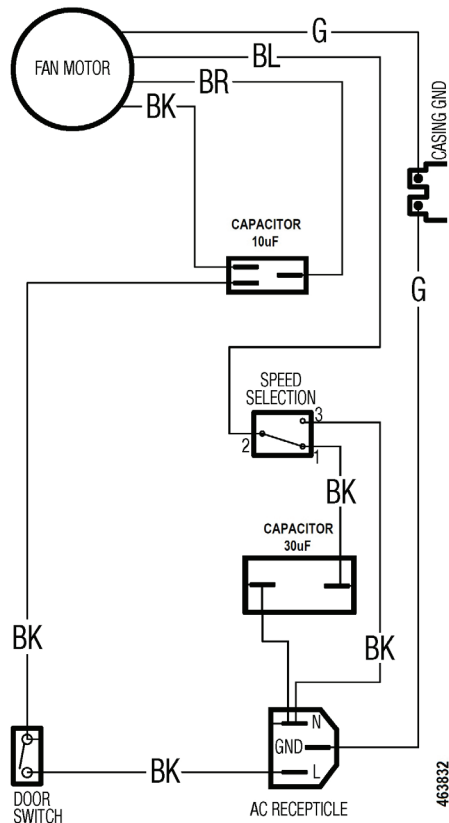 G
BL
FAN MOTOR
BR
BK
CASING GND
CAPACITOR
10uF
G
SPEED
SELECTION
3
2
1
BK
CAPACITOR
30uF
BK
BK
N
GND
L
BK
DOOR
SWITCH
AC RECEPTICLE
463832